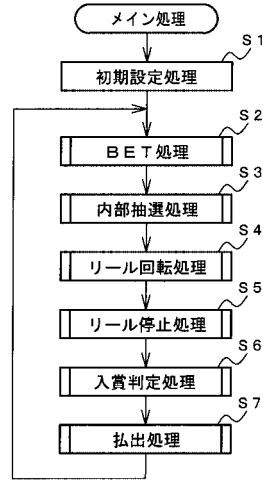 メイン処理
S1
初期設定処理
S2
BET処理
S3
内部抽選処理
S4
リール回転処理
S5
リール停止処理
S6
入賞判定処理
S7
払出処理